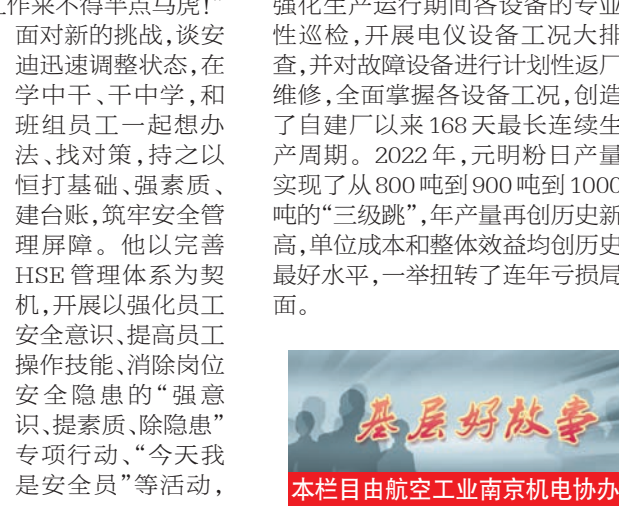 工作来不得半点马虎!”
面对新的挑战,谈安
迪迅速调整状态,在
学中干、干中学,和
班组员工一起想办
法、找对策,持之以
恒打基础、强素质、
建台账,筑牢安全管
理屏障。他以完善
HSE管理体系为契
机,开展以强化员工
安全意识、提高员工
操作技能、消除岗位
安全隐患的“强意
识、提素质、除隐患”
专项行动、“今天我
是安全员”等活动,
强化生产运行期间各设备的专业
性巡检,开展电仪设备工况大排
查,并对故障设备进行计划性返厂
维修,全面掌握各设备工况,创造
了自建厂以来168天最长连续生
产周期。2022年,元明粉日产量
实现了从800吨到900吨到1000
吨的“三级跳”,年产量再创历史新
高,单位成本和整体效益均创历史
最好水平,一举扭转了连年亏损局
面。
基层好故事
本栏目由航空工业南京机电协办